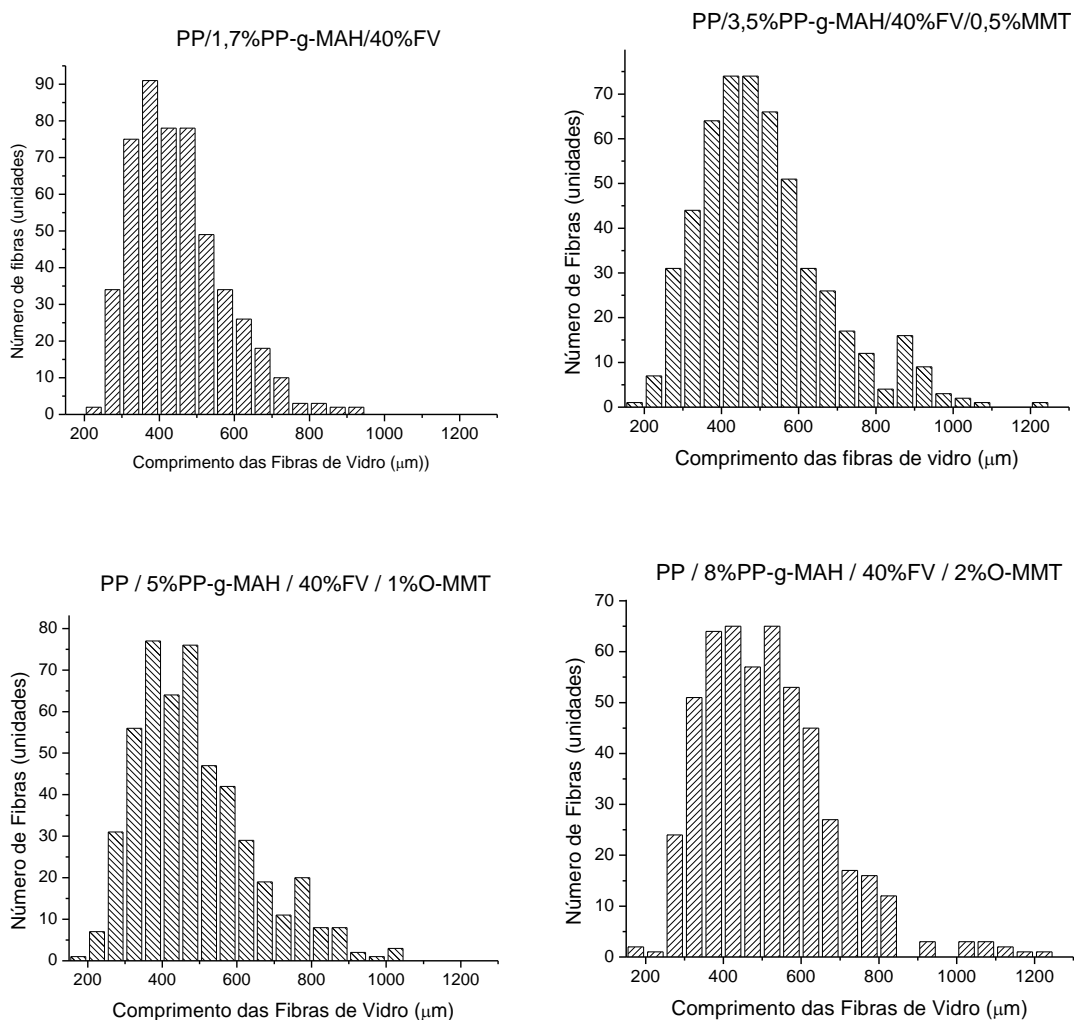 PP/1,7%PP-g-MAH/40%FV
90
80
70
60
50
40
30
20
10
0
Número de fibras (unidades)
200 400 600 800 1000 1200
Comprimento das Fibras de Vidro (μm))
PP/3,5%PP-g-MAH/40%FV/0,5%MMT
70
60
50
40
30
20
10
0
Número de Fibras (unidades)
200 400 600 800 1000 1200
Comprimento das fibras de vidro (μm)
PP / 5%PP-g-MAH / 40%FV / 1%O-MMT
80
70
60
50
40
30
20
10
0
Número de Fibras (unidades)
200 400 600 800 1000 1200
Comprimento das Fibras de Vidro (μm)
PP / 8%PP-g-MAH / 40%FV / 2%O-MMT
70
60
50
40
30
20
10
0
Número de Fibras (unidades)
200 400 600 800 1000 1200
Comprimento das Fibras de Vidro (μm)